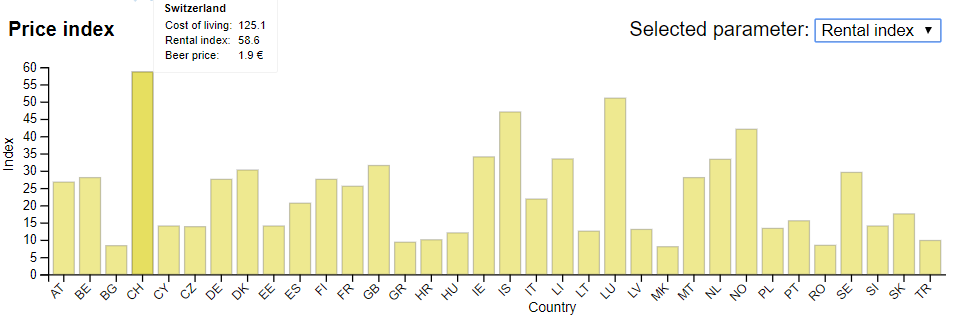 Switzerland
Cost of living: 125.1
Rental index: 58.6
Beer price: 1.9 €
Price index
Selected parameter: Rental index ▼
60
55
50
45
40
35
30
25
20
15
10
5
0
Index
AT BE BG CH CY CZ DE DK EE ES FI FR GB GR HR HU IE IS IT LI LT LU LV MK MT NL NO PL PT RO SE SI SK TR
Country